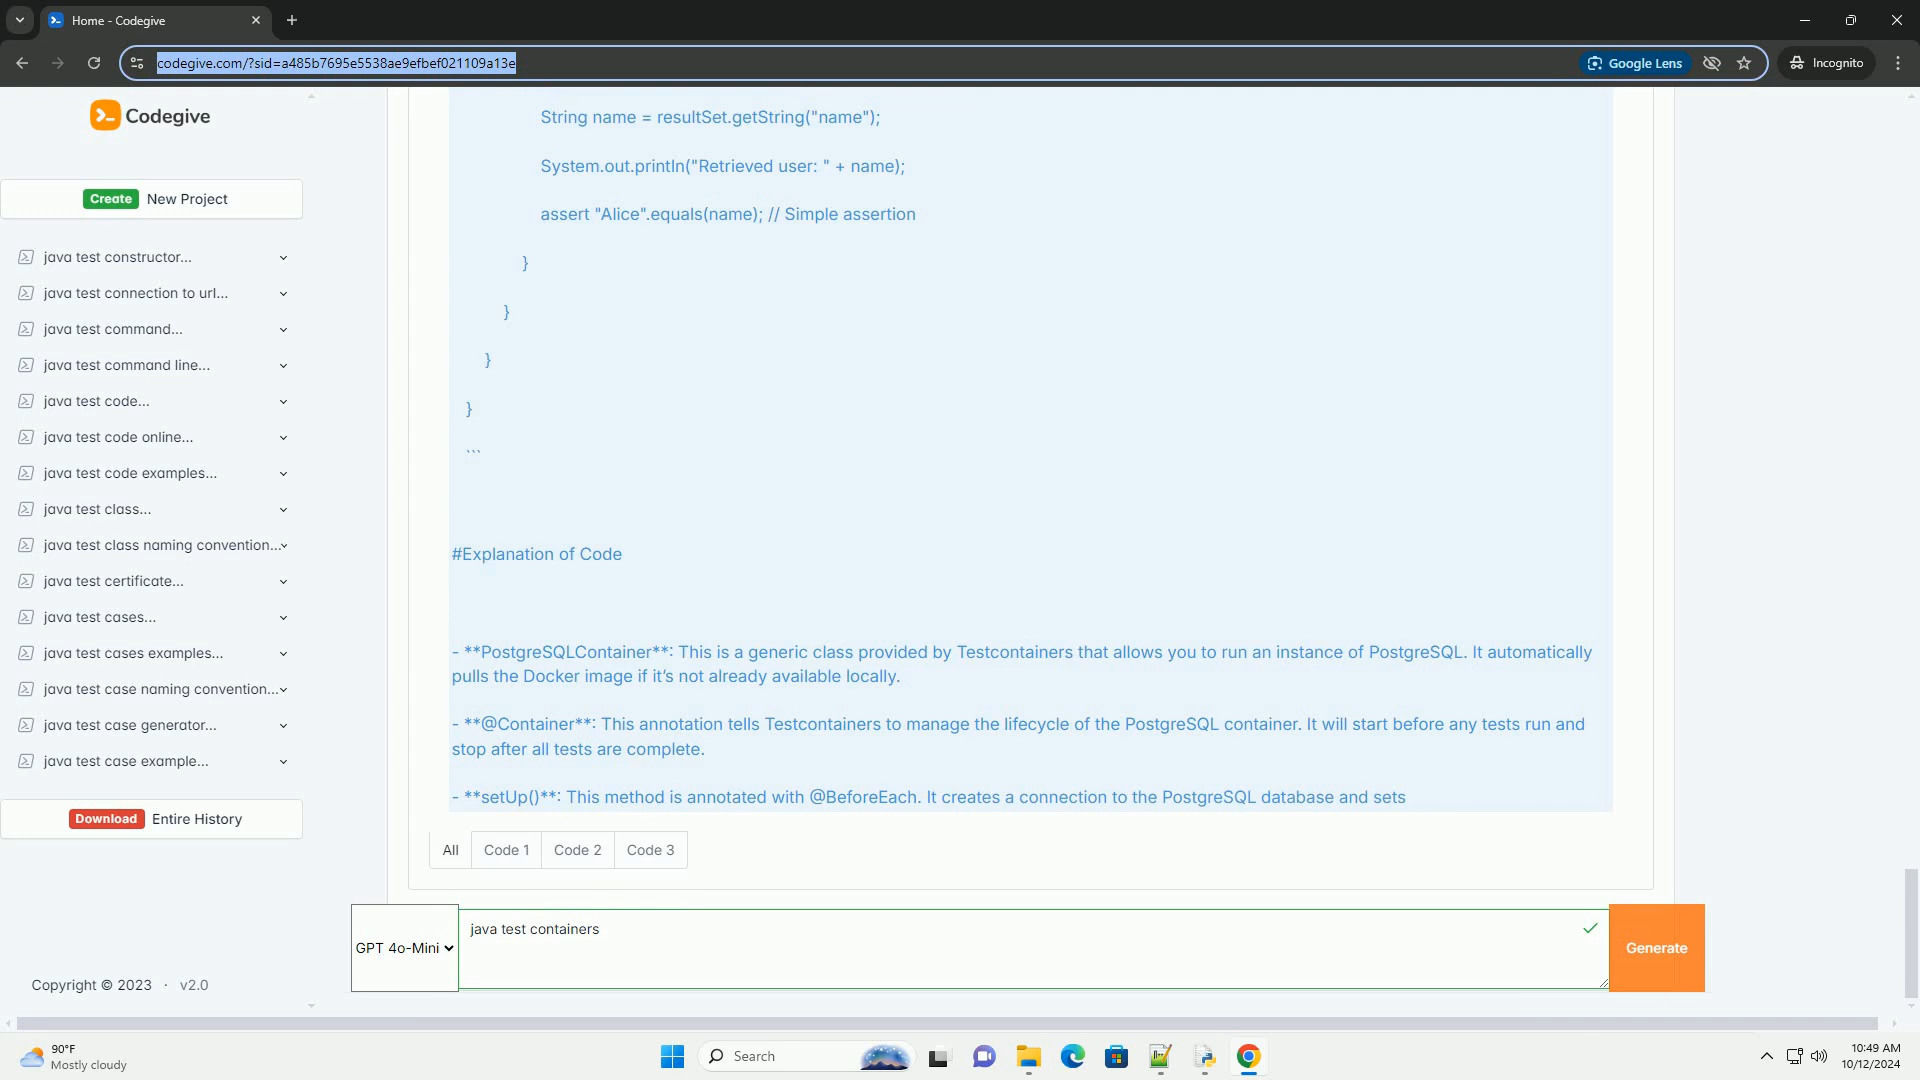 Home - Codegive
codegive.com/?sid=a485b7695e5538ae9efbef021109a13e
Google Lens
Incognito
Codegive
Create New Project
java test constructor...
java test connection to url...
java test command...
java test command line...
java test code...
java test code online...
java test code examples...
java test class...
java test class naming convention...
java test certificate...
java test cases...
java test cases examples...
java test case naming convention...
java test case generator...
java test case example...
Download Entire History
Copyright © 2023 · v2.0
String name = resultSet.getString("name");
System.out.println("Retrieved user: " + name);
assert "Alice".equals(name); // Simple assertion
}
}
}
}
```
#Explanation of Code
- **PostgreSQLContainer**: This is a generic class provided by Testcontainers that allows you to run an instance of PostgreSQL. It automatically
pulls the Docker image if it’s not already available locally.
- **@Container**: This annotation tells Testcontainers to manage the lifecycle of the PostgreSQL container. It will start before any tests run and
stop after all tests are complete.
- **setUp()**: This method is annotated with @BeforeEach. It creates a connection to the PostgreSQL database and sets
All Code 1 Code 2 Code 3
GPT 4o-Mini
java test containers
Generate
90°F
Mostly cloudy
Search
10:49 AM
10/12/2024